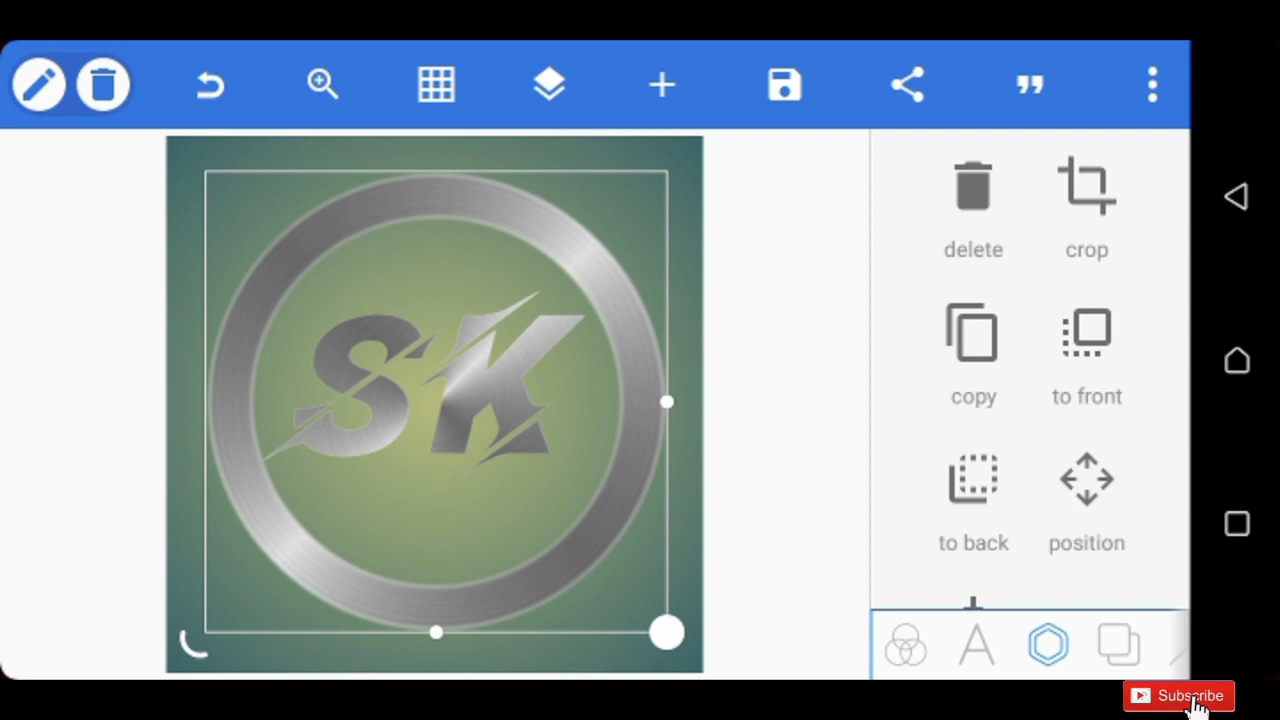 delete crop
SK
copy to front
to back position
Subscribe